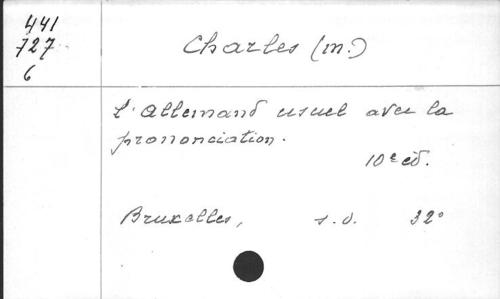 441
727
6
Charles (m.)
L'Allemand usuel avec la
prononciation.
10e éd.
Bruxelles, s.d. 32°